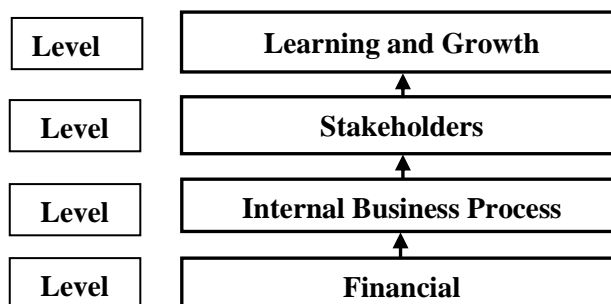 Level Learning and Growth
Level Stakeholders
Level Internal Business Process
Level Financial